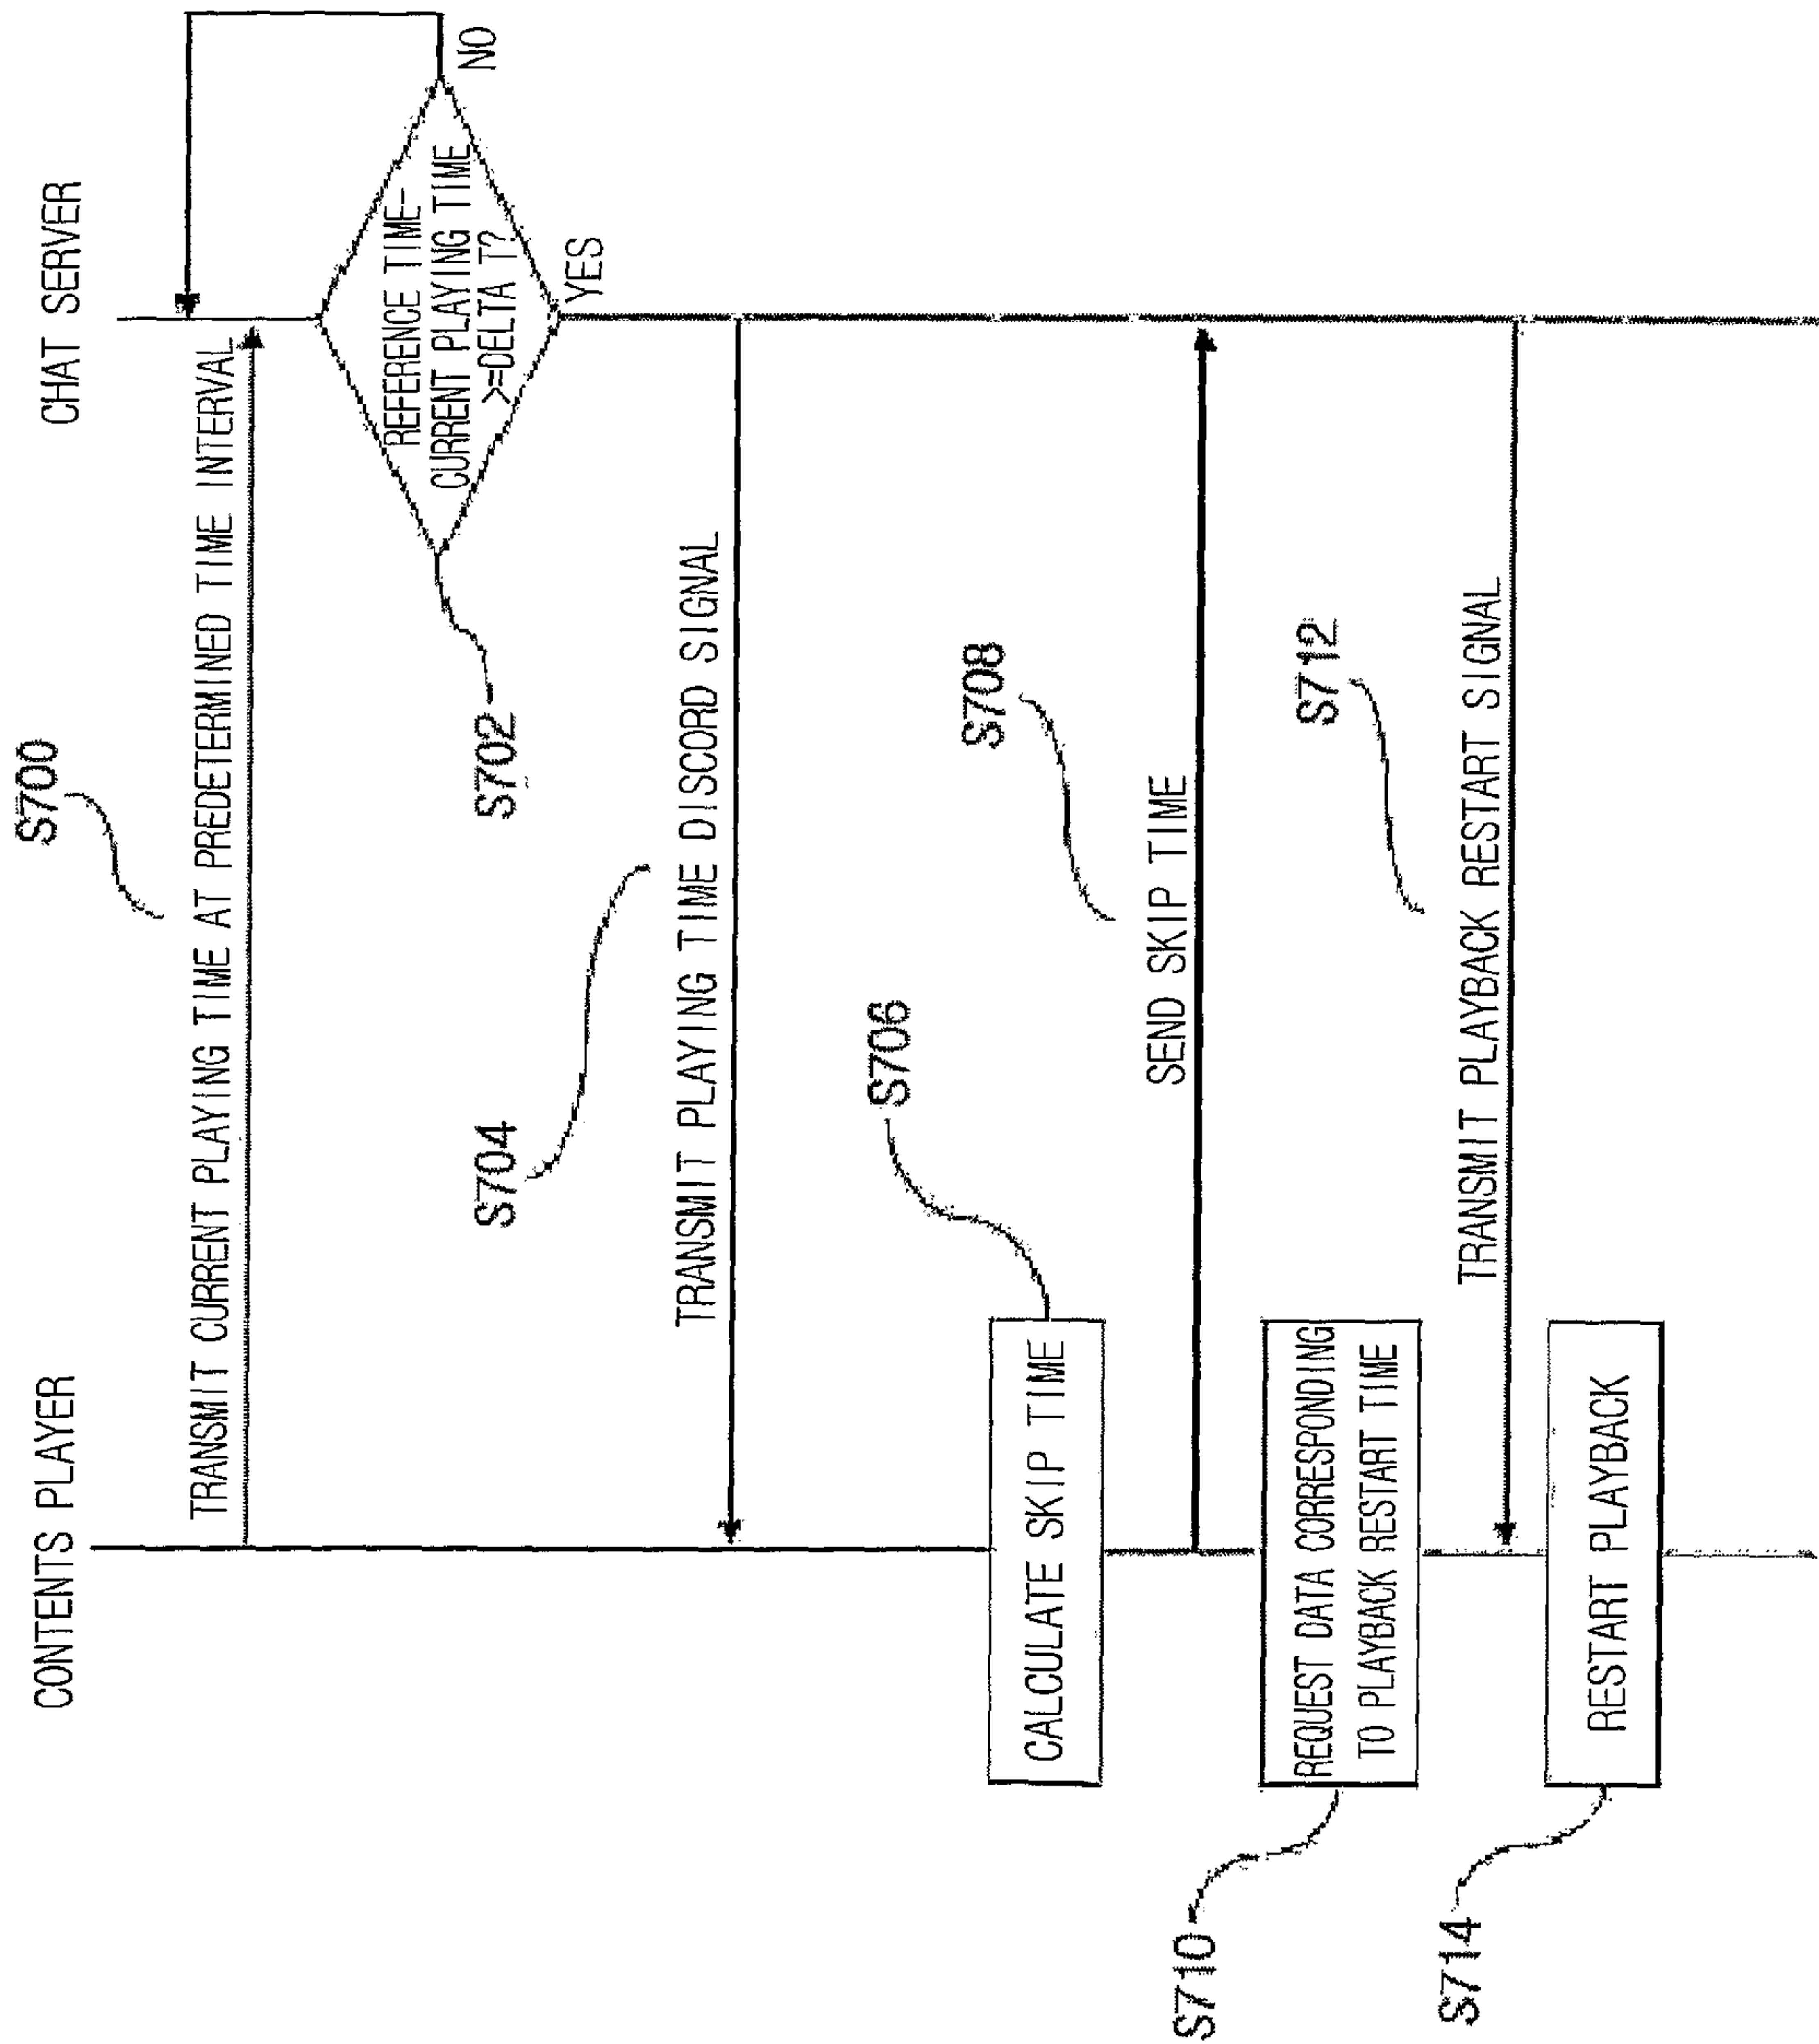 CONTENTS PLAYER
CHAT SERVER
S700
TRANSMIT CURRENT PLAYING TIME AT PREDETERMINED TIME INTERVAL
REFERENCE TIME-
CURRENT PLAYING TIME
>=DELTA T?
NO
YES
S702
S704
TRANSMIT PLAYING TIME DISCORD SIGNAL
S706
CALCULATE SKIP TIME
S708
SEND SKIP TIME
S710
REQUEST DATA CORRESPONDING
TO PLAYBACK RESTART TIME
S712
TRANSMIT PLAYBACK RESTART SIGNAL
S714
RESTART PLAYBACK